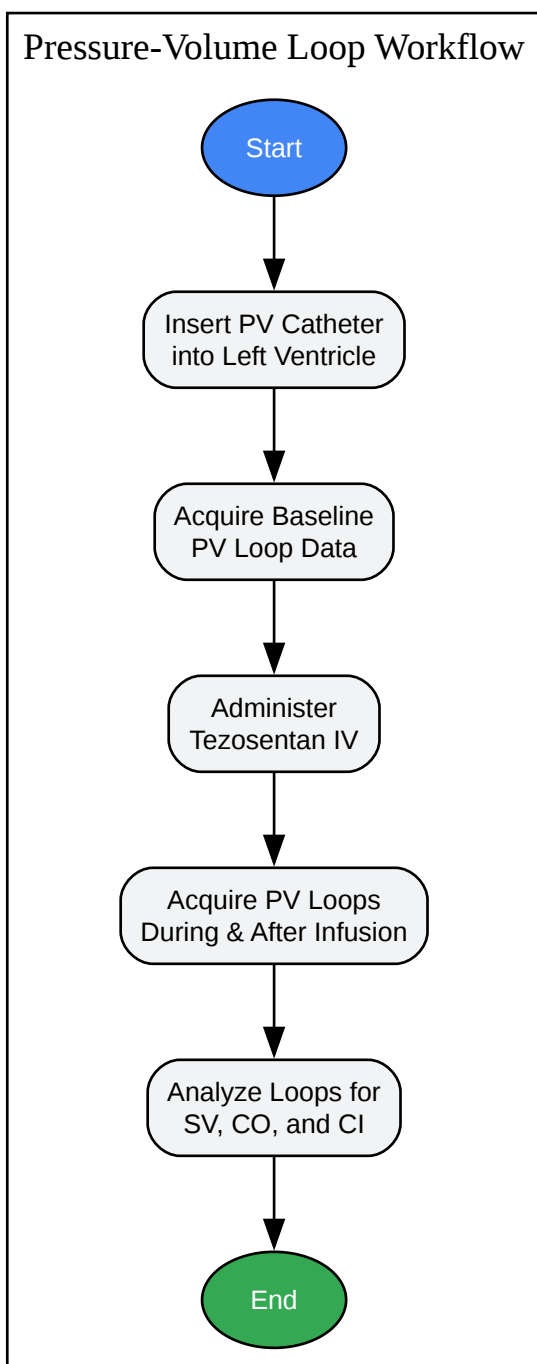 Pressure-Volume Loop Workflow
Start
Insert PV Catheter
into Left Ventricle
Acquire Baseline
PV Loop Data
Administer
Tezosentan IV
Acquire PV Loops
During & After Infusion
Analyze Loops for
SV, CO, and CI
End